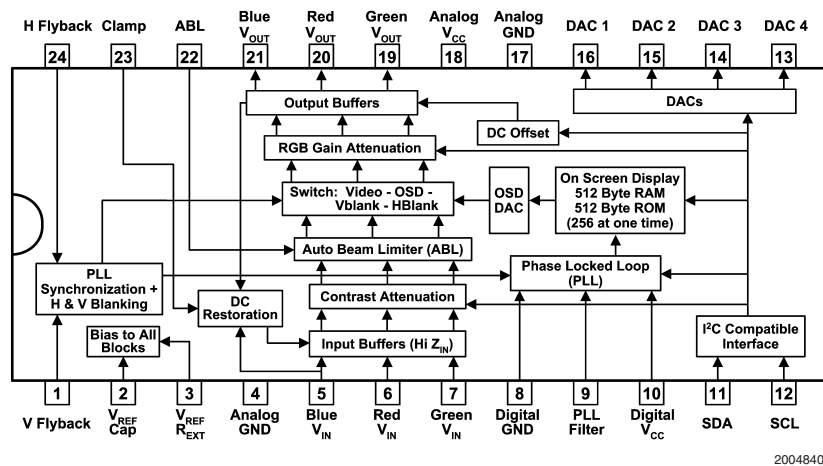 H Flyback Clamp ABL Blue Red Green Analog Analog DAC 1 DAC 2 DAC 3 DAC 4
VOUT VOUT VOUT VCC GND
24 23 22 21 20 19 18 17 16 15 14 13
Output Buffers
DACs
DC Offset
RGB Gain Attenuation
Switch: Video - OSD -
Vblank - HBlank
OSD
DAC
On Screen Display
512 Byte RAM
512 Byte ROM
(256 at one time)
Auto Beam Limiter (ABL)
PLL
Synchronization +
H & V Blanking
Phase Locked Loop
(PLL)
DC
Restoration
Contrast Attenuation
Bias to All
Blocks
Input Buffers (Hi ZIN)
I2C Compatible
Interface
1 2 3 4 5 6 7 8 9 10 11 12
V Flyback VREF VREF Analog Blue Red Green Digital PLL Digital SDA SCL
Cap REXT GND VIN VIN VIN GND Filter VCC
2004840